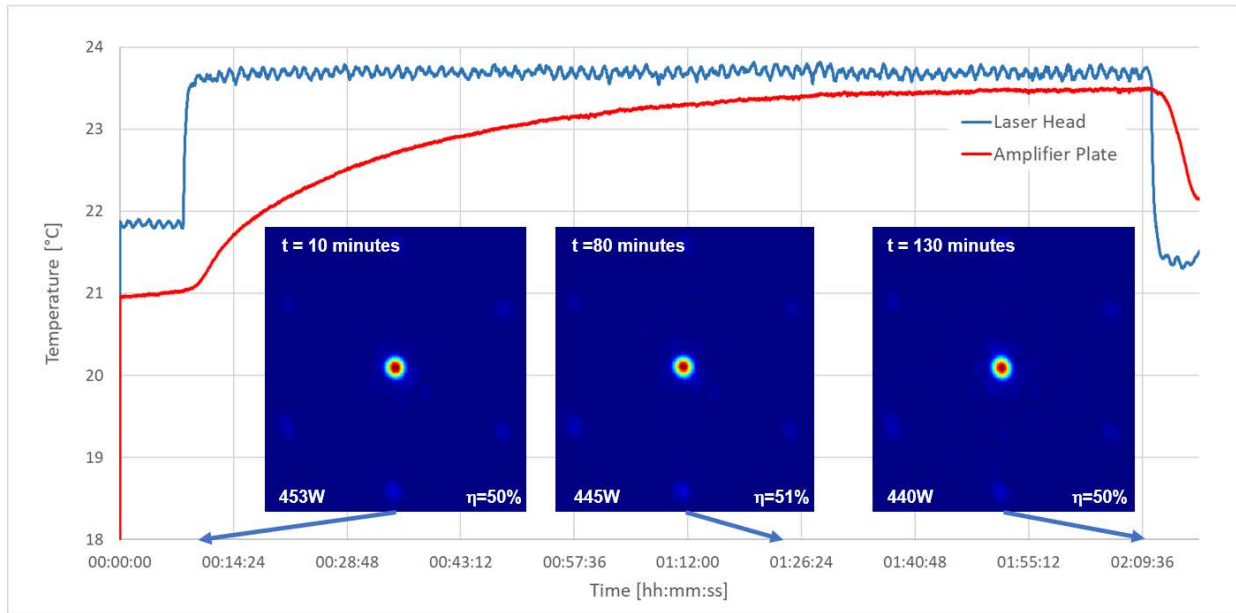 24
23
22
21
20
19
18
Temperature [°C]
Laser Head
Amplifier Plate
t = 10 minutes
453W η=50%
t =80 minutes
445W η=51%
t = 130 minutes
440W η=50%
00:00:00 00:14:24 00:28:48 00:43:12 00:57:36 01:12:00 01:26:24 01:40:48 01:55:12 02:09:36
Time [hh:mm:ss]